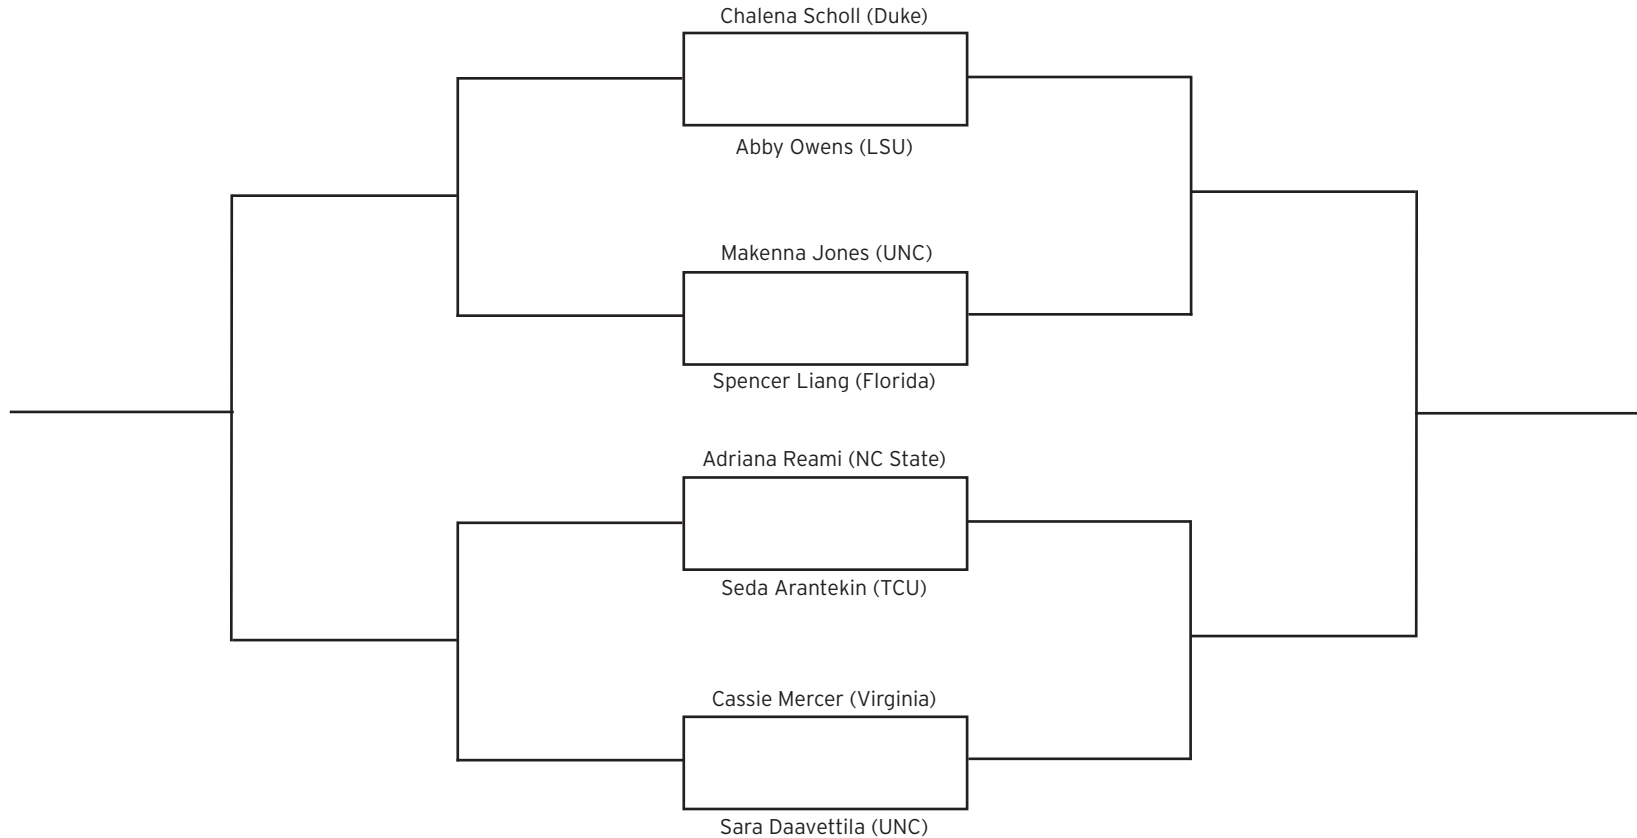 Chalena Scholl (Duke)
Abby Owens (LSU)
Makenna Jones (UNC)
Spencer Liang (Florida)
Adriana Reami (NC State)
Seda Arantekin (TCU)
Cassie Mercer (Virginia)
Sara Daavettila (UNC)